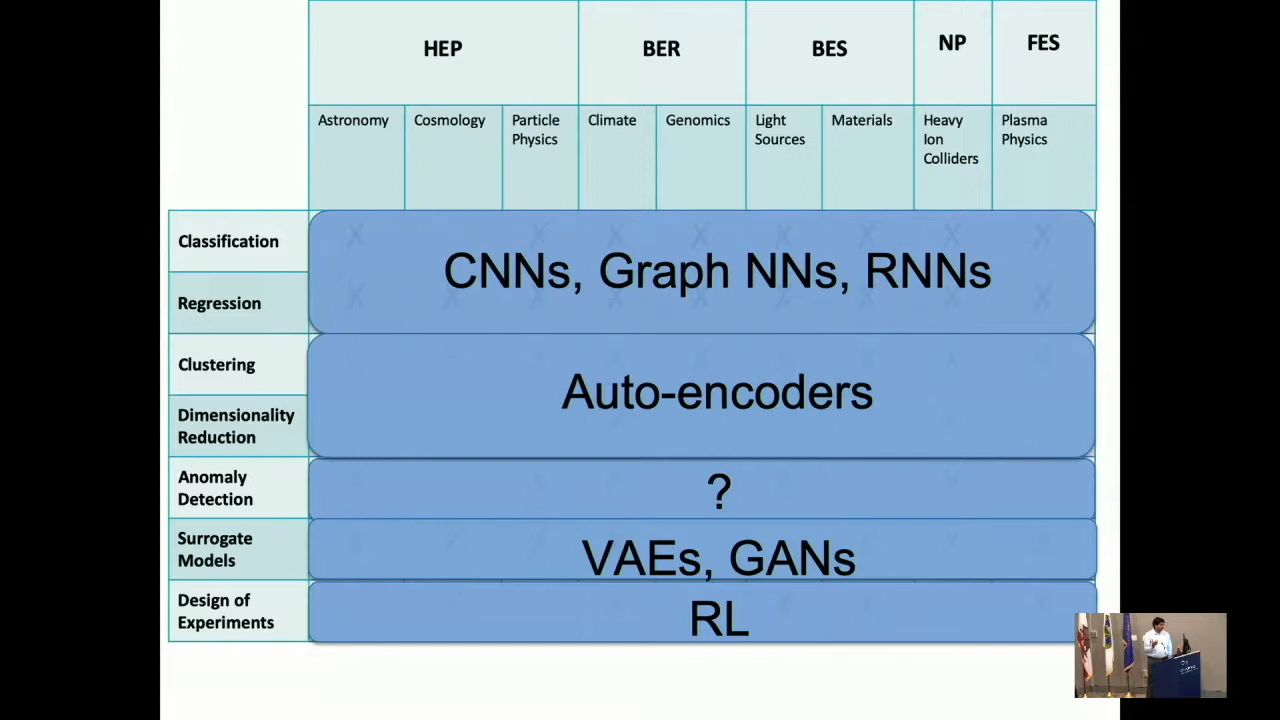 HEP BER BES NP FES
Astronomy Cosmology Particle Climate Genomics Light Materials Heavy Plasma
Physics Sources Ion Physics
Colliders
Classification
X X X X X X X X
CNNs, Graph NNs, RNNs
Regression
Clustering
Auto-encoders
Dimensionality
Reduction
Anomaly
Detection
?
Surrogate
Models
VAEs, GANs
Design of
Experiments
RL